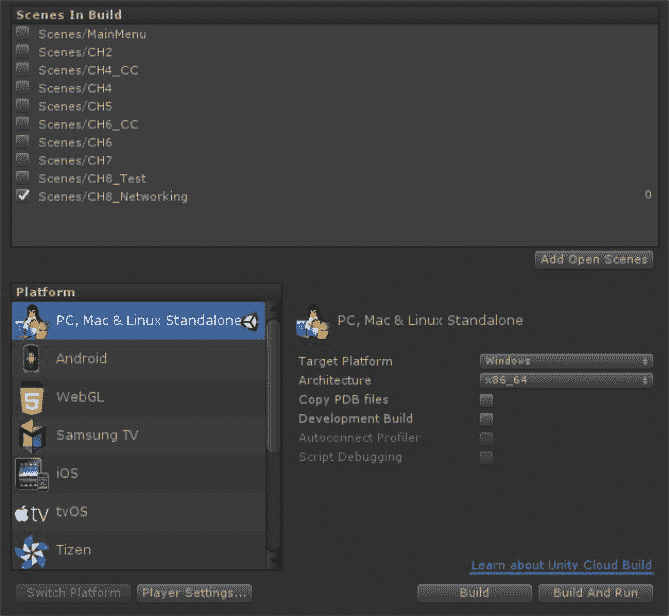 Scenes In Build
Scenes/MainMenu
Scenes/CH2
Scenes/CH4_CC
Scenes/CH4
Scenes/CH5
Scenes/CH6_CC
Scenes/CH6
Scenes/CH7
Scenes/CH8_Test
Scenes/CH8_Networking 0
Add Open Scenes
Platform
PC, Mac & Linux Standalone
Android
WebGL
Samsung TV
iOS
tvOS
Tizen
PC, Mac & Linux Standalone
Target Platform Windows
Architecture x86_64
Copy PDB files
Development Build
Autoconnect Profiler
Script Debugging
Learn about Unity Cloud Build
Switch Platform Player Settings... Build Build And Run